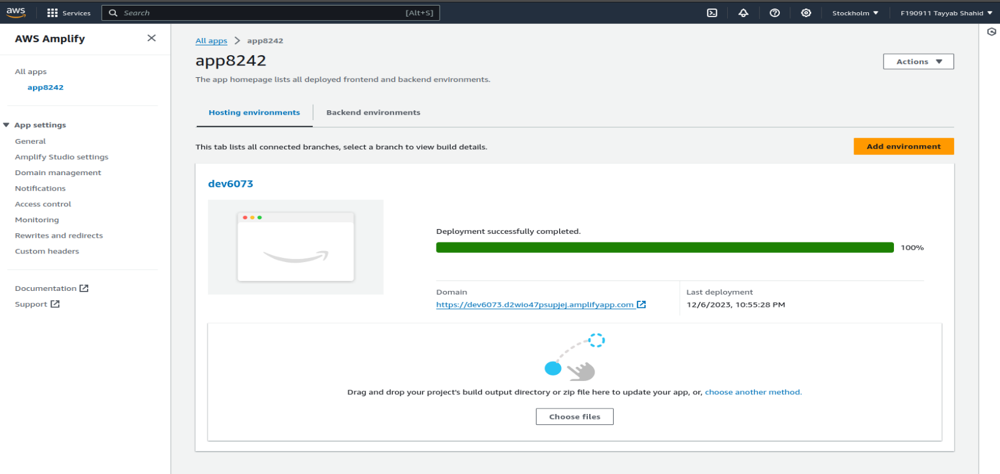 aws
Services
Search
[Alt+S]
Stockholm
F190911 Tayyab Shahid
AWS Amplify
All apps
app8242
App settings
General
Amplify Studio settings
Domain management
Notifications
Access control
Monitoring
Rewrites and redirects
Custom headers
Documentation
Support
All apps
app8242
app8242
Actions
The app homepage lists all deployed frontend and backend environments.
Hosting environments
Backend environments
This tab lists all connected branches, select a branch to view build details.
Add environment
dev6073
Deployment successfully completed.
100%
Domain
https://dev6073.d2wio47psupjej.amplifyapp.com
Last deployment
12/6/2023, 10:55:28 PM
Drag and drop your project's build output directory or zip file here to update your app, or, choose another method.
Choose files